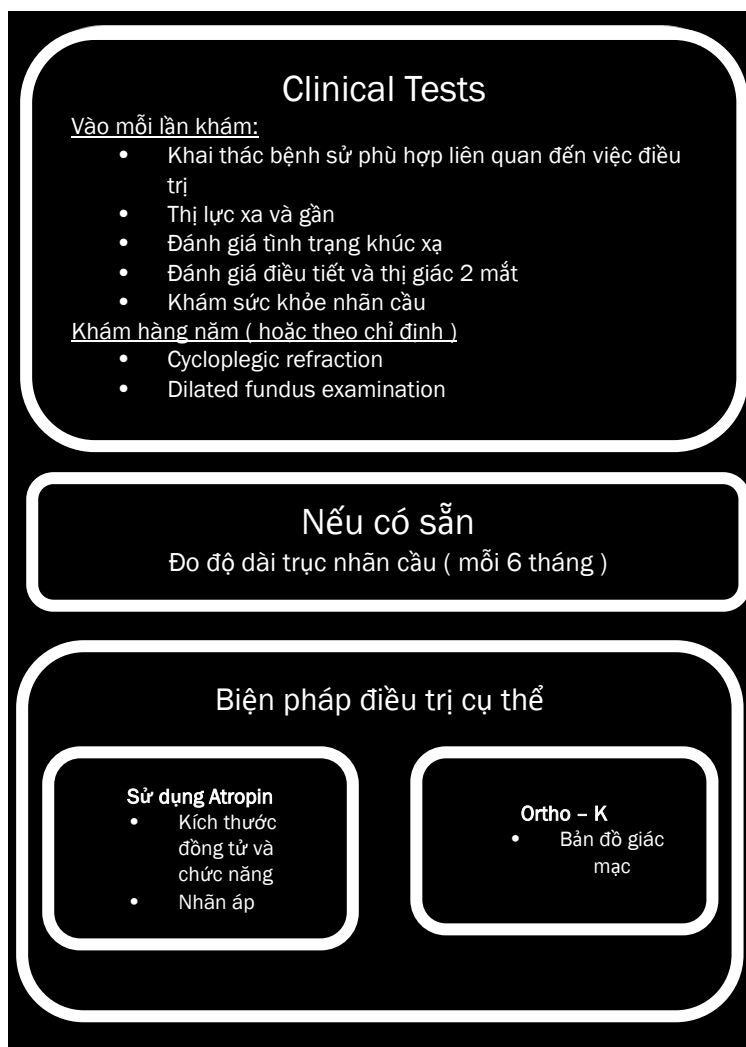 Clinical Tests
Vào mỗi lần khám:
• Khai thác bệnh sử phù hợp liên quan đến việc điều
trị
• Thị lực xa và gần
• Đánh giá tình trạng khúc xạ
• Đánh giá điều tiết và thị giác 2 mắt
• Khám sức khỏe nhãn cầu
Khám hàng năm ( hoặc theo chỉ định )
• Cycloplegic refraction
• Dilated fundus examination
Nếu có sẵn
Đo độ dài trục nhãn cầu ( mỗi 6 tháng )
Biện pháp điều trị cụ thể
Sử dụng Atropin
• Kích thước
đồng tử và
chức năng
• Nhãn áp
Ortho – K
• Bản đồ giác
mạc